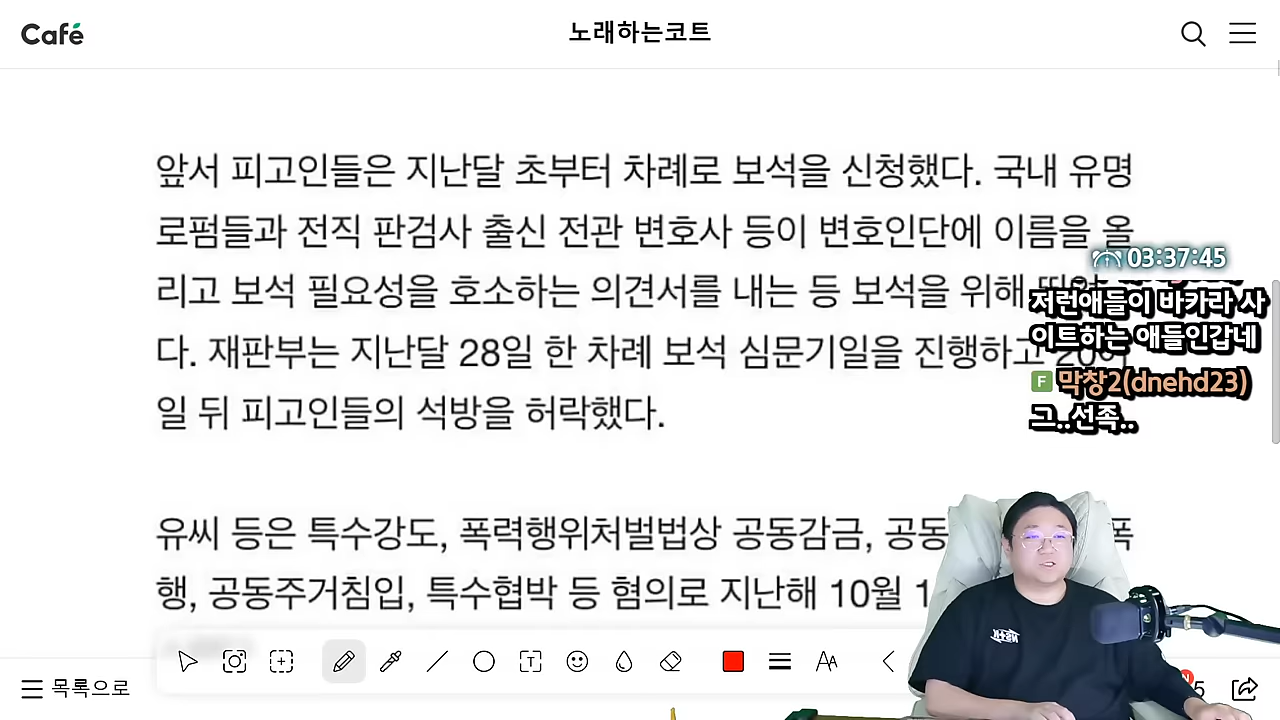 Café
노래하는코트
앞서 피고인들은 지난달 초부터 차례로 보석을 신청했다. 국내 유명
로펌들과 전직 판검사 출신 전관 변호사 등이 변호인단에 이름을 올
리고 보석 필요성을 호소하는 의견서를 내는 등 보석을 위해
다. 재판부는 지난달 28일 한 차례 보석 심문기일을 진행하고
일 뒤 피고인들의 석방을 허락했다.
유씨 등은 특수강도, 폭력행위처벌법상 공동감금, 공동 폭
행, 공동주거침입, 특수협박 등 혐의로 지난해 10월 1
03:37:45
저런애들이 바카라 사
이트하는 애들인갑네
F 막창2(dnehd23)
그..선족..
T
목록으로
N
5